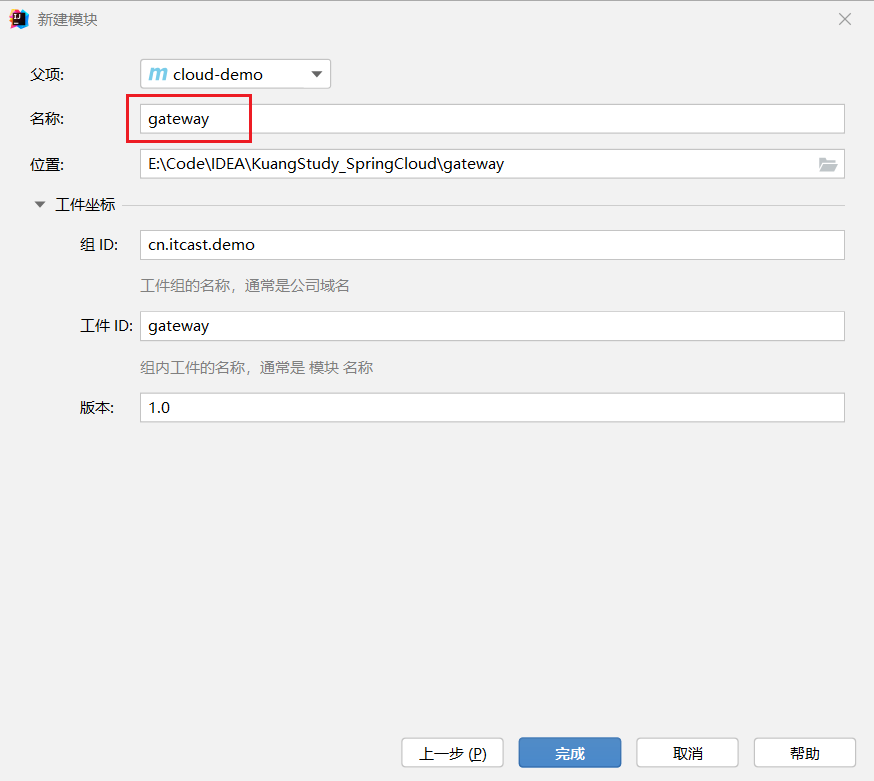 新建模块
父项: m cloud-demo
名称: gateway
位置: E:\Code\IDEA\KuangStudy_SpringCloud\gateway
工件坐标
组 ID: cn.itcast.demo
工件组的名称，通常是公司域名
工件 ID: gateway
组内工件的名称，通常是 模块 名称
版本: 1.0
上一步 (P) 完成 取消 帮助